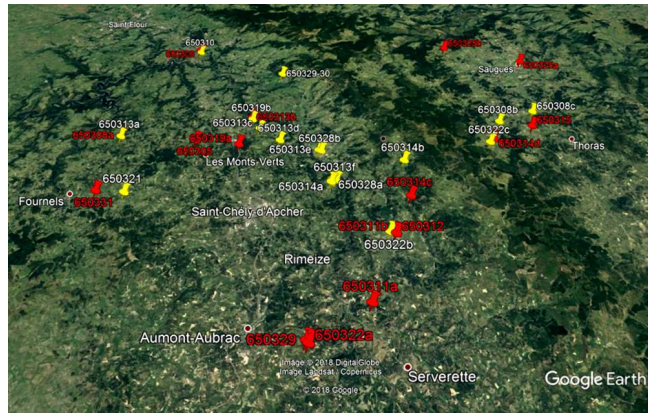 Saint-Flour
650310
650329-30
Saugues
650319b
650308b
650308c
650313a
650313c
650313d
650322c
650314d
650328b
650313e
Thoras
Les Monts-Verts
650314b
650313f
650321
650314a
650328a
650314c
Fournels
650331
Saint-Chély-d'Apcher
650311b
650312
650322b
Rimeize
650311a
Aumont-Aubrac
650329
650322a
Image © 2018 DigitalGlobe
Image Landsat / Copernicus
Serverette
Google Earth
© 2018 Google